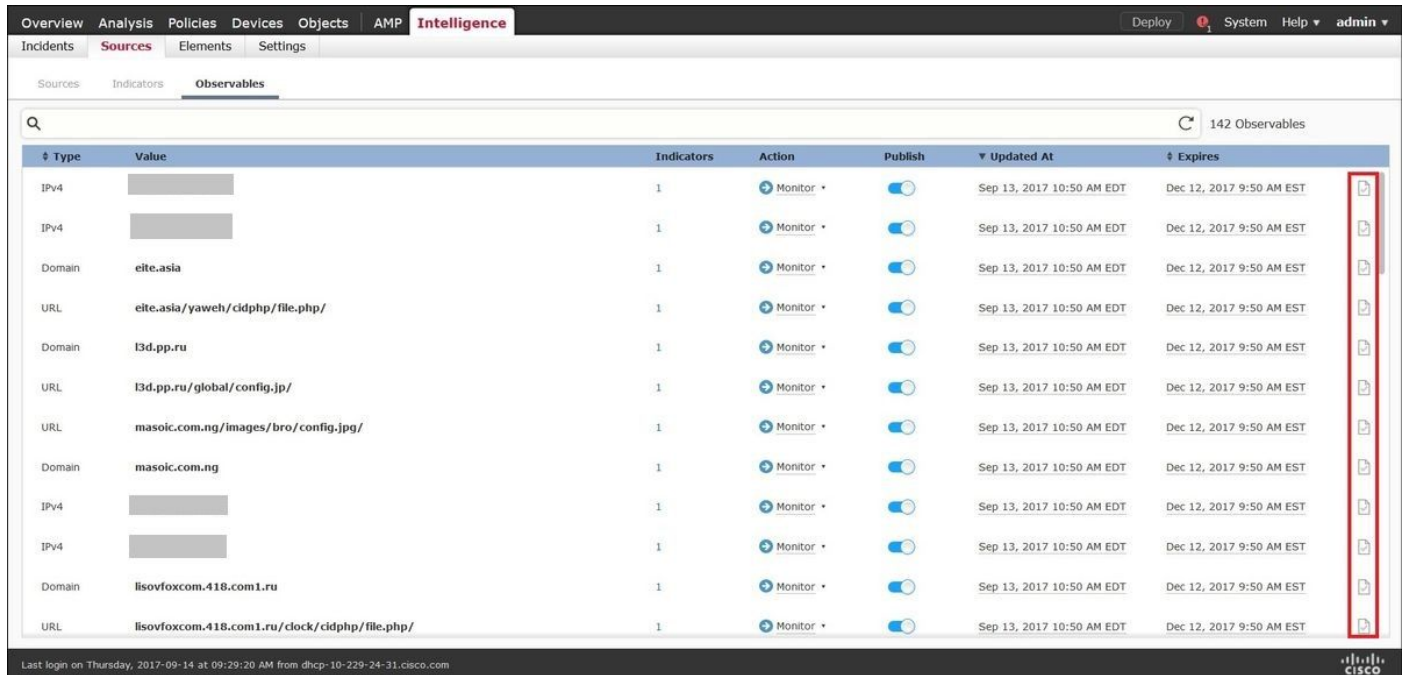 Overview Analysis Policies Devices Objects AMP Intelligence Deploy 1 System Help admin
Incidents Sources Elements Settings
Sources Indicators Observables
142 Observables
Type Value Indicators Action Publish Updated At Expires
IPv4 1 Monitor Sep 13, 2017 10:50 AM EDT Dec 12, 2017 9:50 AM EST
IPv4 1 Monitor Sep 13, 2017 10:50 AM EDT Dec 12, 2017 9:50 AM EST
Domain eite.asia 1 Monitor Sep 13, 2017 10:50 AM EDT Dec 12, 2017 9:50 AM EST
URL eite.asia/yaweh/cidphp/file.php/ 1 Monitor Sep 13, 2017 10:50 AM EDT Dec 12, 2017 9:50 AM EST
Domain l3d.pp.ru 1 Monitor Sep 13, 2017 10:50 AM EDT Dec 12, 2017 9:50 AM EST
URL l3d.pp.ru/global/config.jp/ 1 Monitor Sep 13, 2017 10:50 AM EDT Dec 12, 2017 9:50 AM EST
URL masoic.com.ng/images/bro/config.jpg/ 1 Monitor Sep 13, 2017 10:50 AM EDT Dec 12, 2017 9:50 AM EST
Domain masoic.com.ng 1 Monitor Sep 13, 2017 10:50 AM EDT Dec 12, 2017 9:50 AM EST
IPv4 1 Monitor Sep 13, 2017 10:50 AM EDT Dec 12, 2017 9:50 AM EST
IPv4 1 Monitor Sep 13, 2017 10:50 AM EDT Dec 12, 2017 9:50 AM EST
Domain lisovfoxcom.418.com1.ru 1 Monitor Sep 13, 2017 10:50 AM EDT Dec 12, 2017 9:50 AM EST
URL lisovfoxcom.418.com1.ru/clock/cidphp/file.php/ 1 Monitor Sep 13, 2017 10:50 AM EDT Dec 12, 2017 9:50 AM EST
Last login on Thursday, 2017-09-14 at 09:29:20 AM from dhcp-10-229-24-31.cisco.com
CISCO